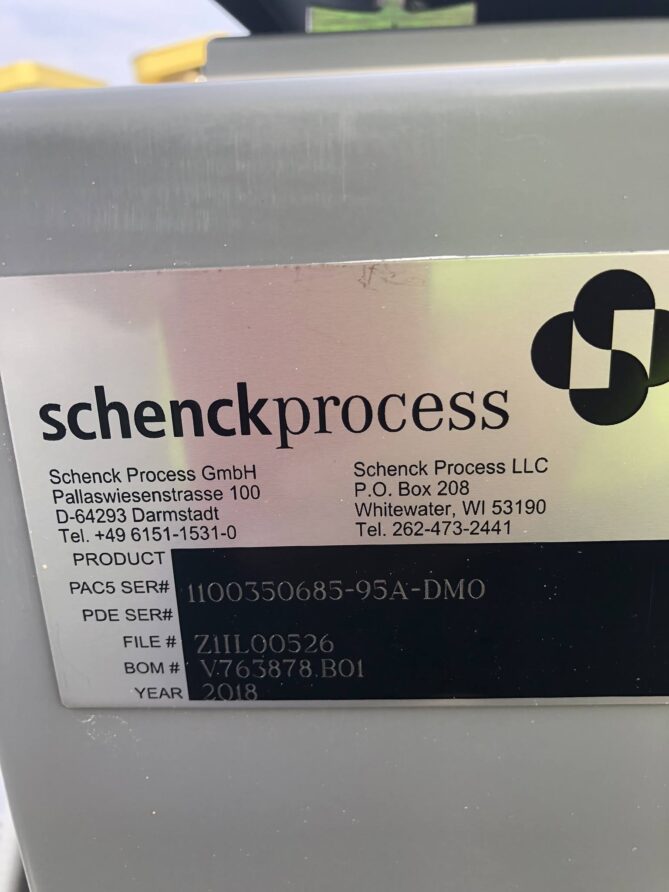 schenckprocess
Schenck Process GmbH
Pallaswiesenstrasse 100
D-64293 Darmstadt
Tel. +49 6151-1531-0
Schenck Process LLC
P.O. Box 208
Whitewater, WI 53190
Tel. 262-473-2441
PRODUCT
PAC5 SER# 1100350685-95A-DMO
PDE SER#
FILE # Z1IL00526
BOM # V763878.B01
YEAR 2018